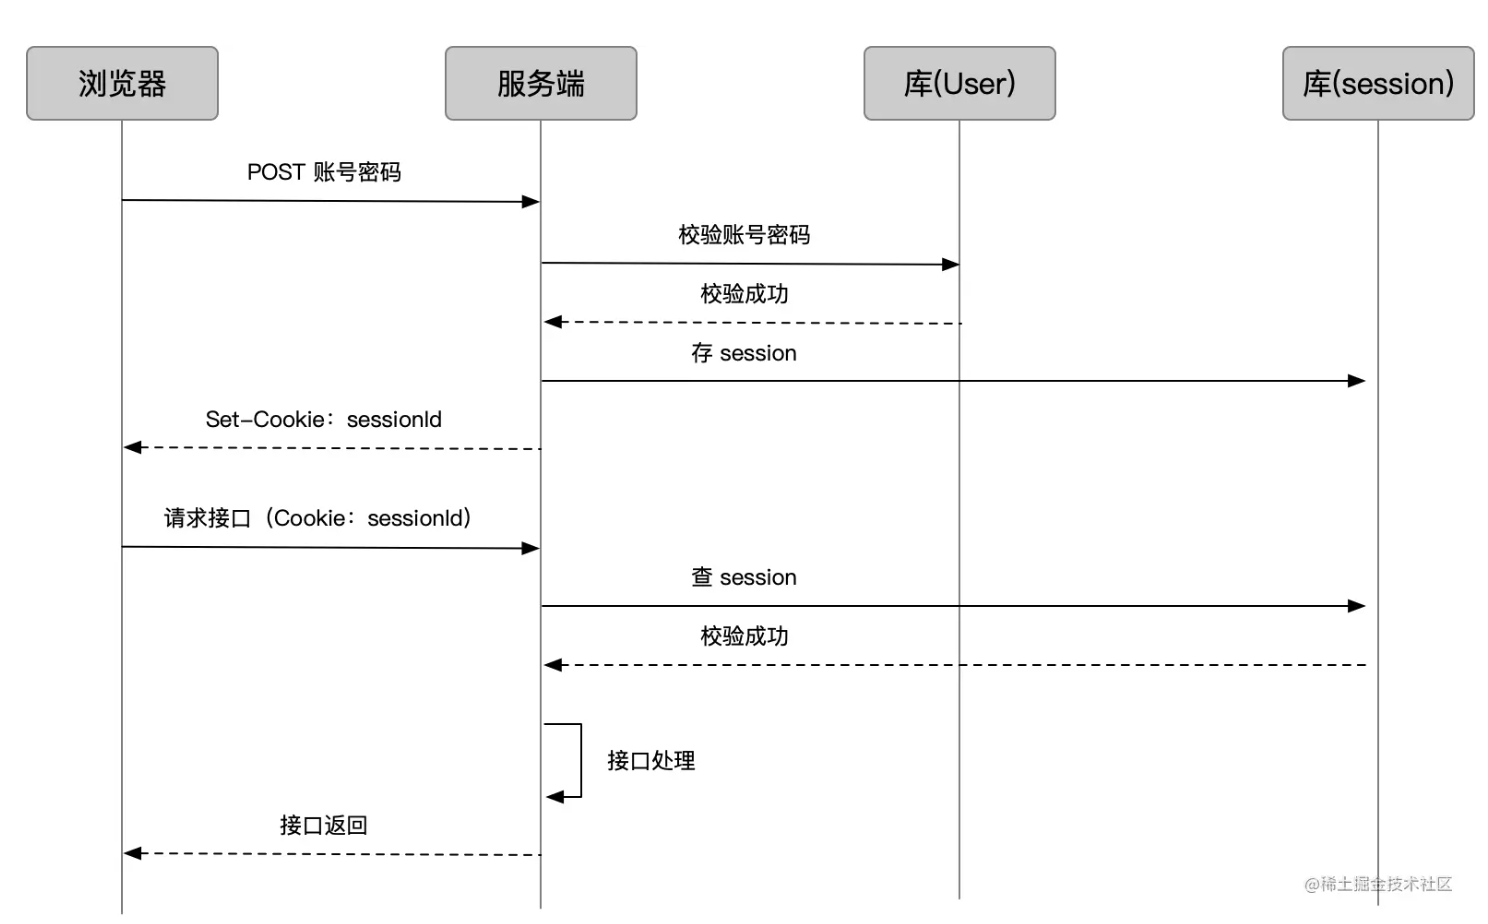 浏览器
服务端
库(User)
库(session)
POST 账号密码
校验账号密码
校验成功
存 session
Set-Cookie：sessionId
请求接口（Cookie：sessionId）
查 session
校验成功
接口处理
接口返回
@稀土掘金技术社区